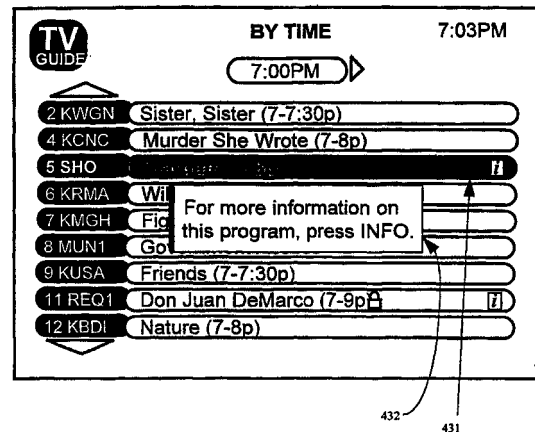 TV
GUIDE
BY TIME
7:03PM
7:00PM
2 KWGN Sister, Sister (7-7:30p)
4 KCNC Murder She Wrote (7-8p)
5 SHO i
6 KRMA Wil
7 KMGH Fig
8 MUN1 Gov
For more information on
this program, press INFO.
9 KUSA Friends (7-7:30p)
11 REQ1 Don Juan DeMarco (7-9p i
12 KBDI Nature (7-8p)
432
431